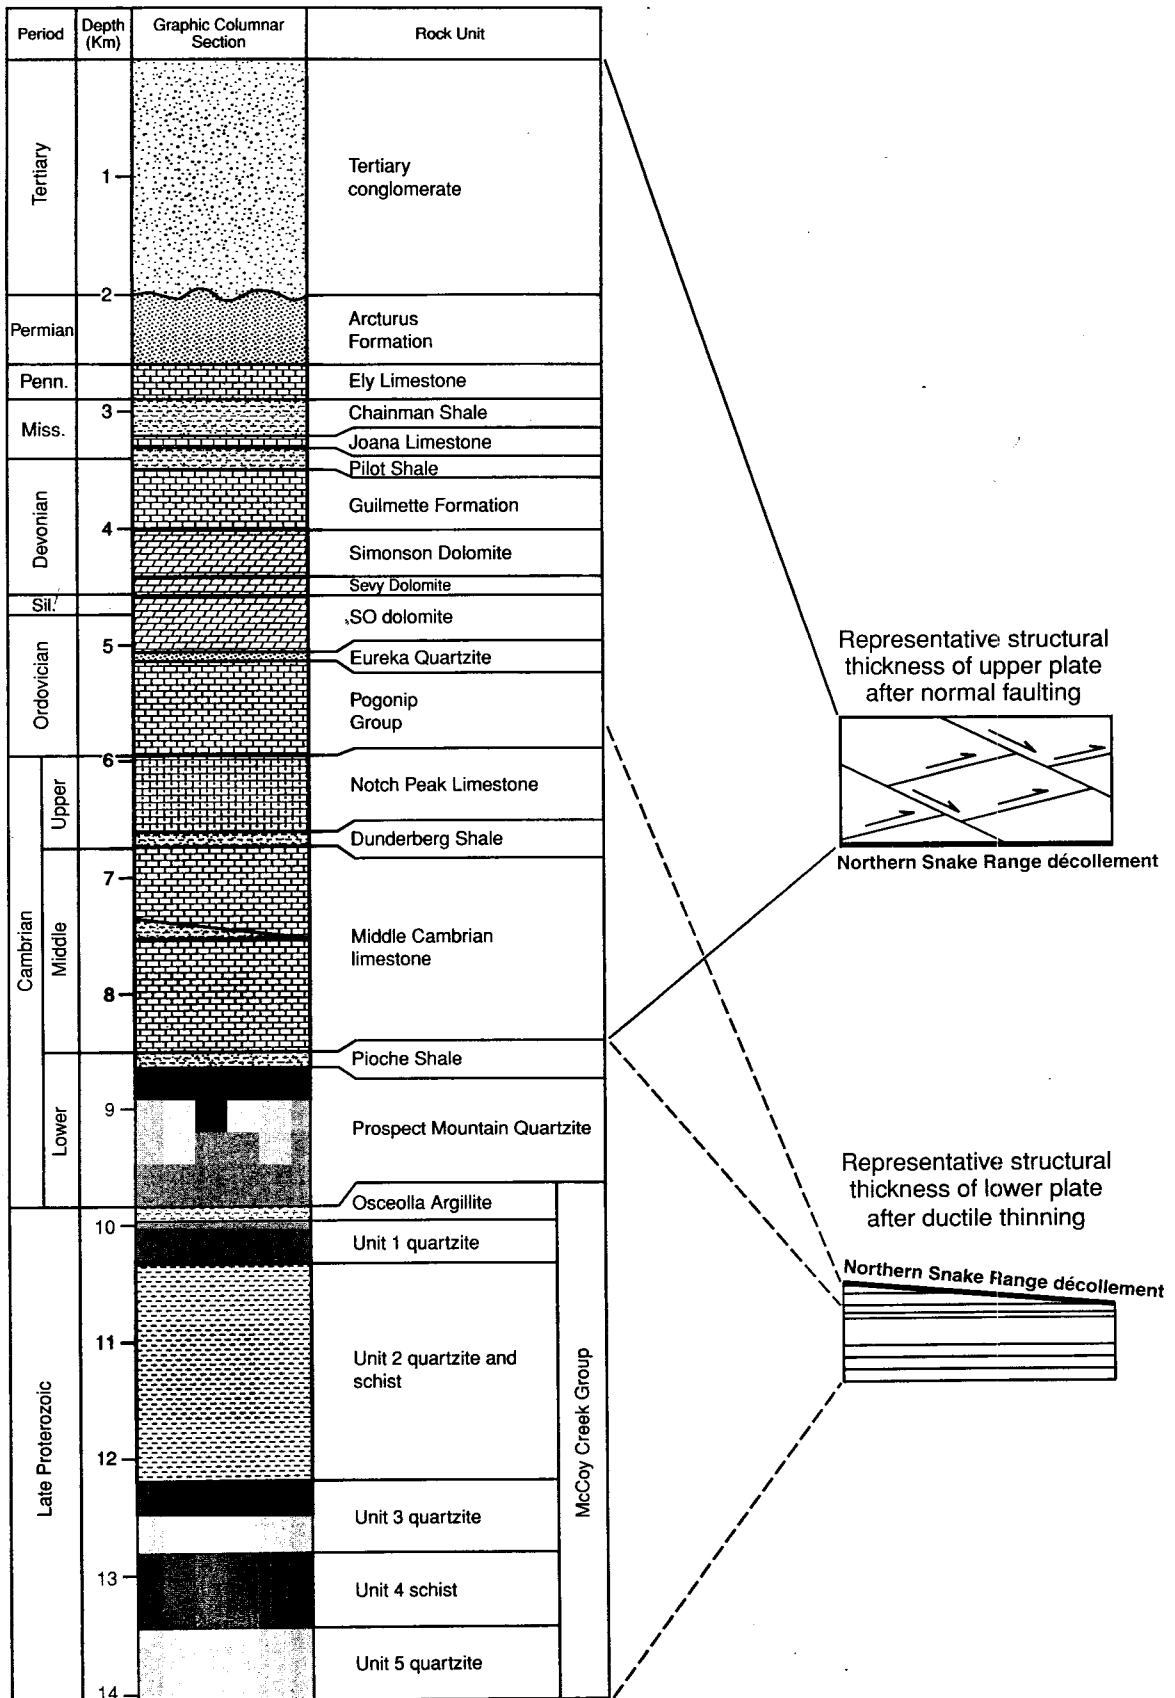 Period
Depth
(Km)
Graphic Columnar
Section
Rock Unit
Tertiary
1
Tertiary
conglomerate
2
Permian
Arcturus
Formation
Penn.
Ely Limestone
Miss.
3
Chainman Shale
Joana Limestone
Pilot Shale
Devonian
Guilmette Formation
4
Simonson Dolomite
Sevy Dolomite
Sil.
SO dolomite
Ordovician
5
Eureka Quartzite
Pogonip
Group
6
Cambrian
Upper
Notch Peak Limestone
Dunderberg Shale
Middle
7
Middle Cambrian
limestone
8
Pioche Shale
Lower
9
Prospect Mountain Quartzite
Osceolla Argillite
Late Proterozoic
10
Unit 1 quartzite
11
Unit 2 quartzite and
schist
McCoy Creek Group
12
Unit 3 quartzite
13
Unit 4 schist
Unit 5 quartzite
14
Representative structural
thickness of upper plate
after normal faulting
Northern Snake Range décollement
Representative structural
thickness of lower plate
after ductile thinning
Northern Snake Range décollement